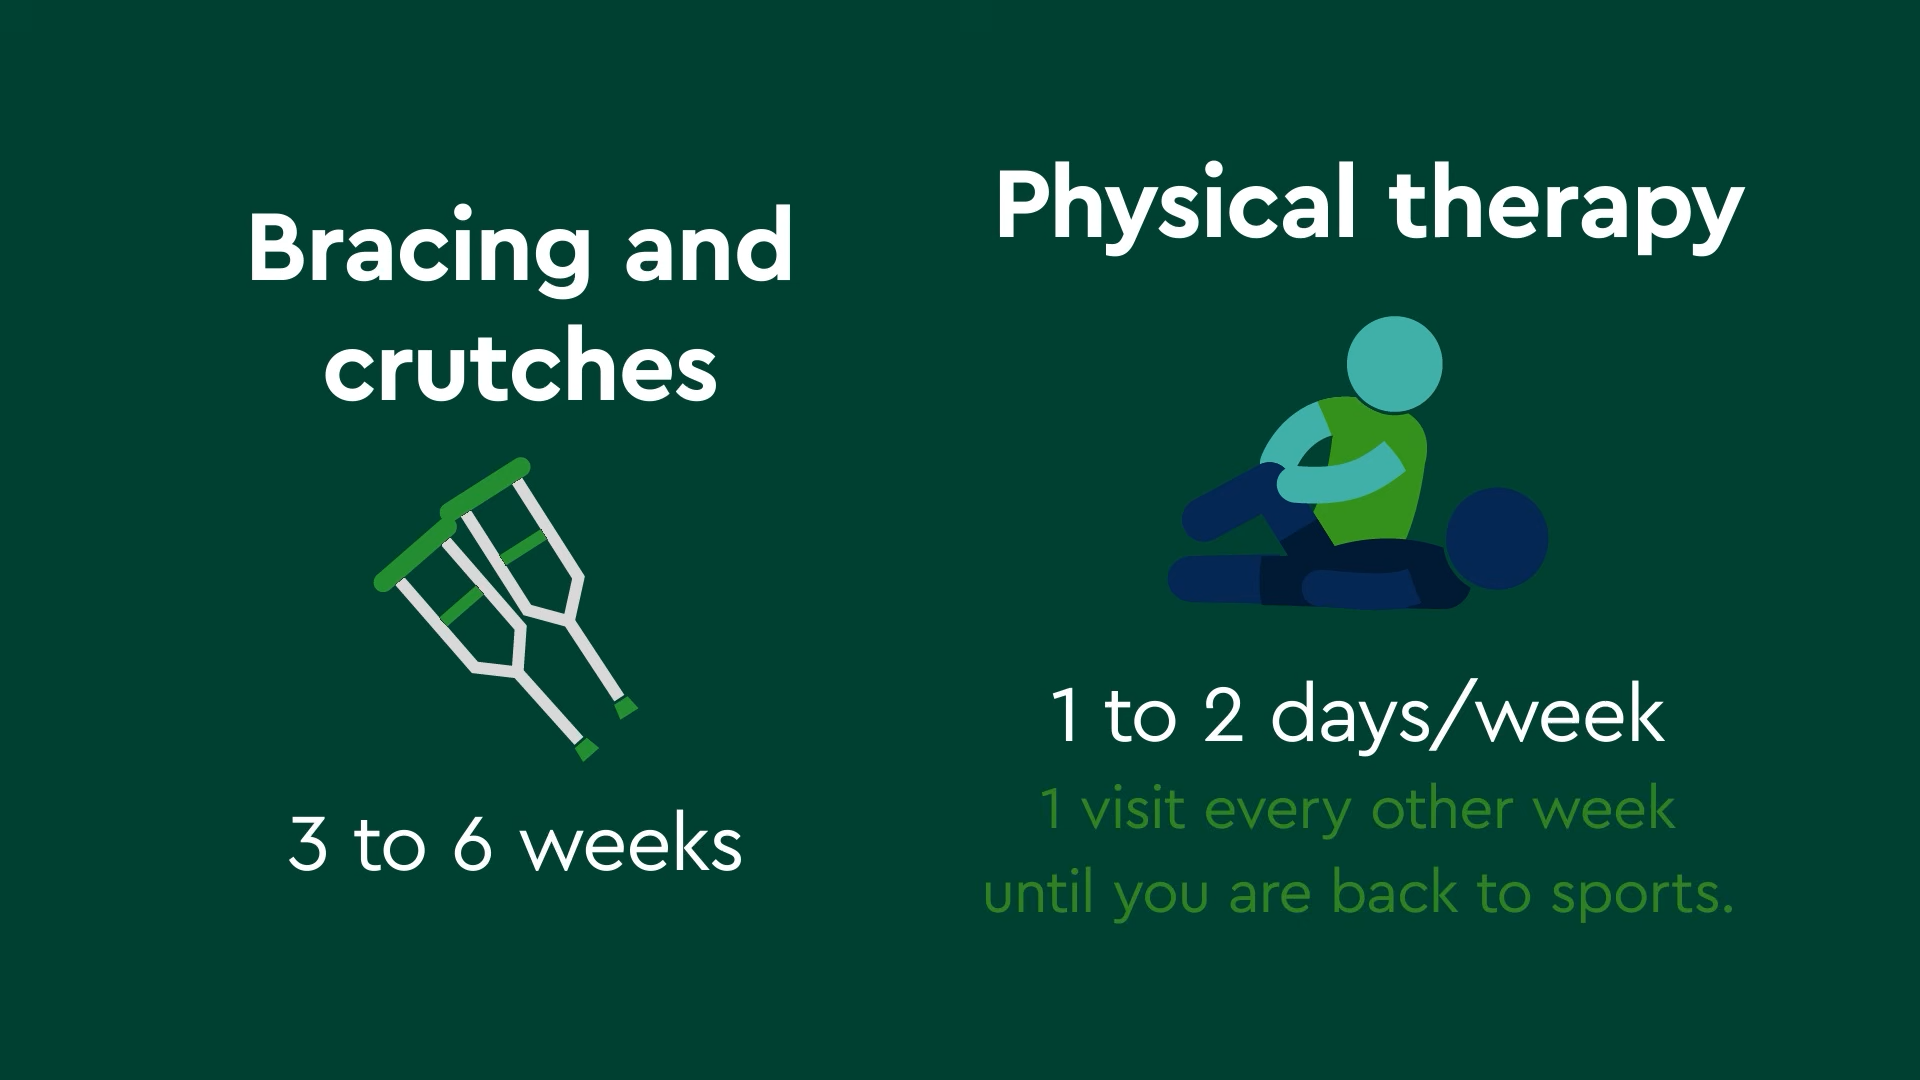 Bracing and
crutches
3 to 6 weeks
Physical therapy
1 to 2 days/week
1 visit every other week
until you are back to sports.